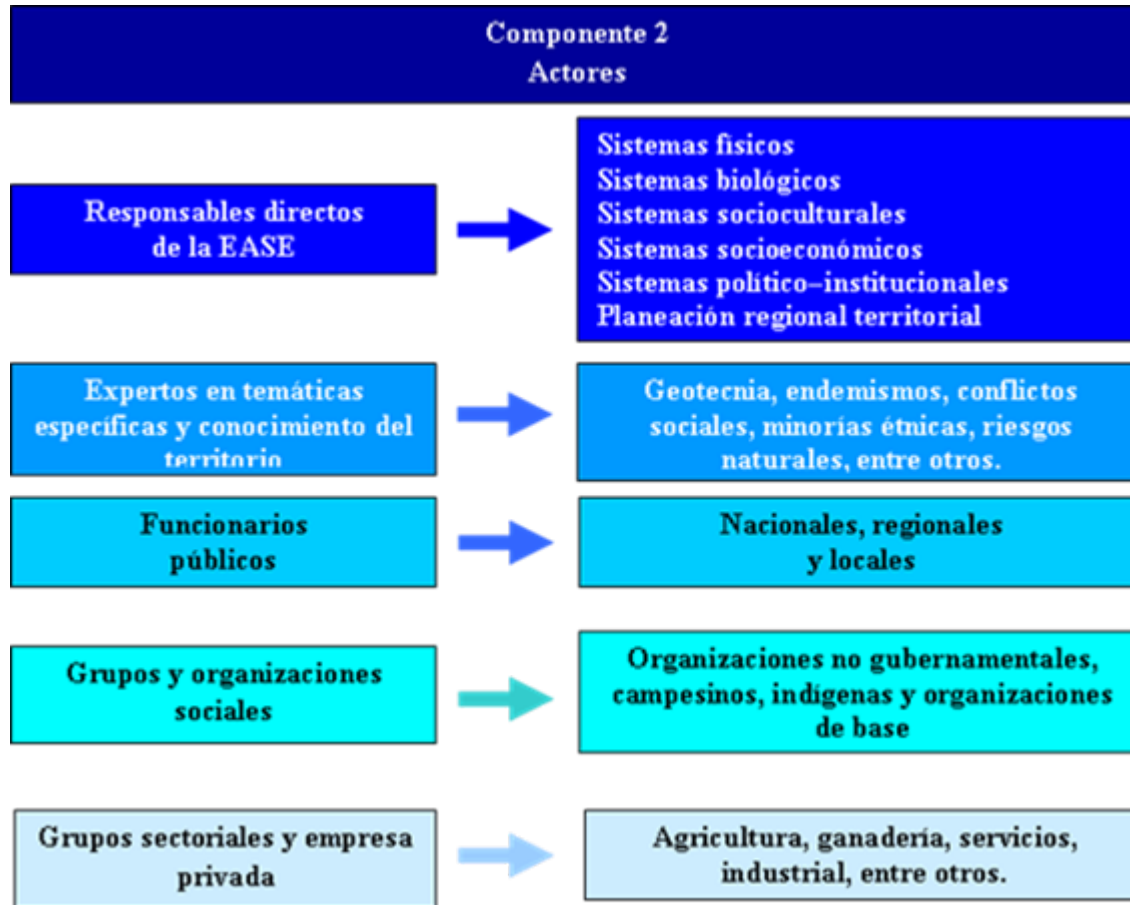 Componente 2
Actores
Responsables directos
de la EASE
Sistemas físicos
Sistemas biológicos
Sistemas socioculturales
Sistemas socioeconómicos
Sistemas político–institucionales
Planeación regional territorial
Expertos en temáticas
específicas y conocimiento del
territorio
Geotecnia, endemismos, conflictos
sociales, minorías étnicas, riesgos
naturales, entre otros.
Funcionarios
públicos
Nacionales, regionales
y locales
Grupos y organizaciones
sociales
Organizaciones no gubernamentales,
campesinos, indígenas y organizaciones
de base
Grupos sectoriales y empresa
privada
Agricultura, ganadería, servicios,
industrial, entre otros.